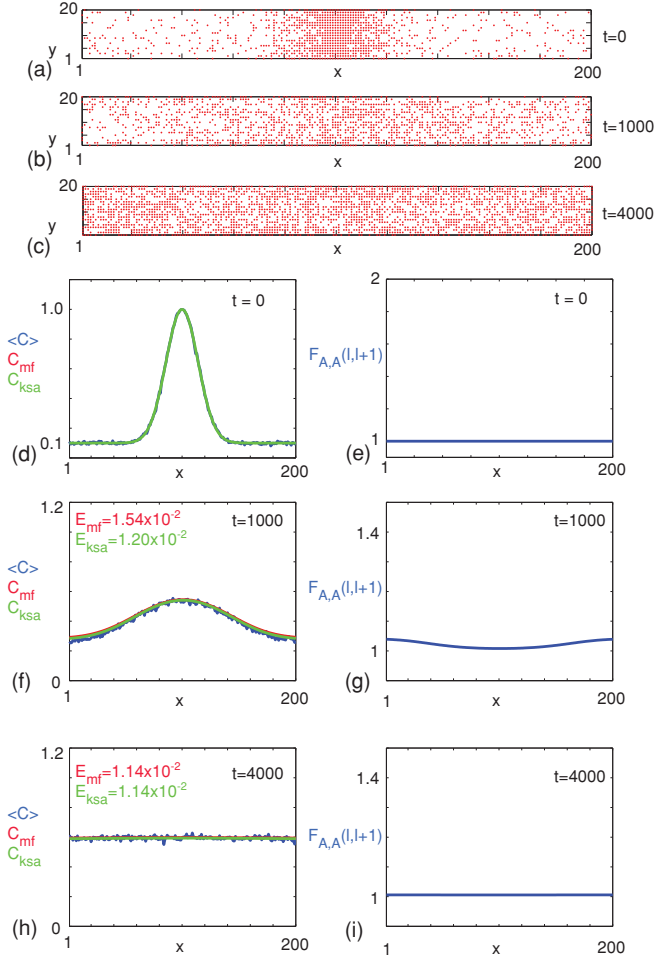 20
y
1
(a) 1 x 200
t=0
20
y
1
(b) 1 x 200
t=1000
20
y
1
(c) 1 x 200
t=4000
1.0
t = 0
<C>
C_mf
C_ksa
0.1
(d) 1 x 200
2
t = 0
F_A,A(l,l+1)
1
(e) 1 x 200
1.2
E_mf=1.54x10^-2
E_ksa=1.20x10^-2
t=1000
<C>
C_mf
C_ksa
0
(f) 1 x 200
1.4
t=1000
F_A,A(l,l+1)
1
(g) 1 x 200
1.2
E_mf=1.14x10^-2
E_ksa=1.14x10^-2
t=4000
<C>
C_mf
C_ksa
0
(h) 1 x 200
1.4
t=4000
F_A,A(l,l+1)
1
(i) 1 x 200